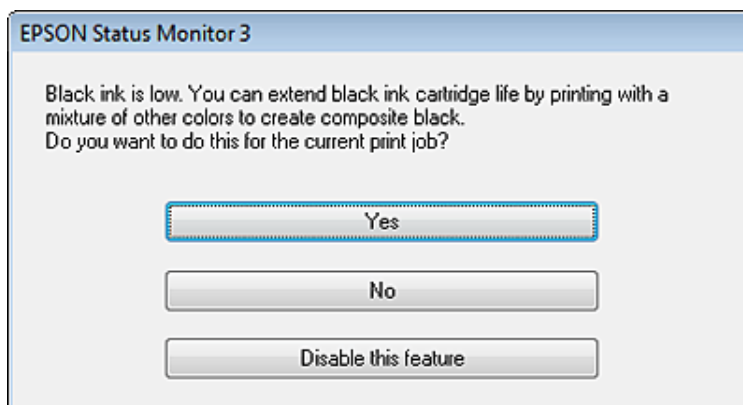 EPSON Status Monitor 3
Black ink is low. You can extend black ink cartridge life by printing with a
mixture of other colors to create composite black.
Do you want to do this for the current print job?
Yes
No
Disable this feature